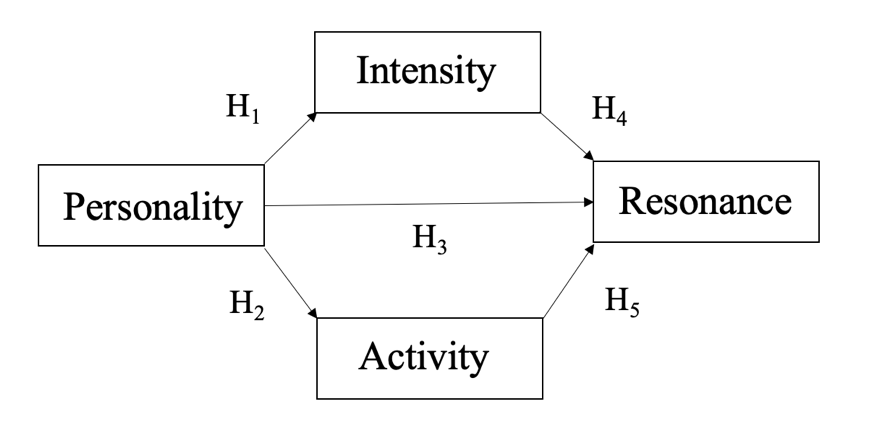 Intensity
H₁
H₄
Personality
Resonance
H₃
H₂
H₅
Activity